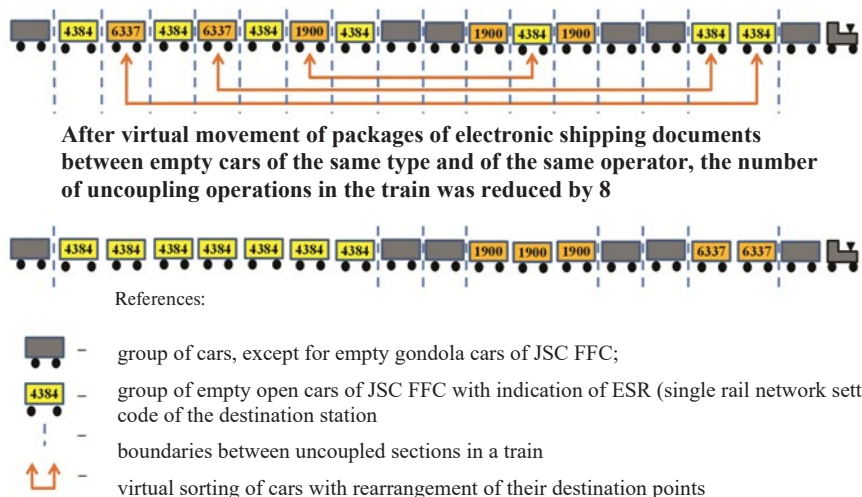 4384 6337 4384 6337 4384 1900 4384 1900 4384 1900 4384 4384
After virtual movement of packages of electronic shipping documents
between empty cars of the same type and of the same operator, the number
of uncoupling operations in the train was reduced by 8
4384 4384 4384 4384 4384 4384 4384 1900 1900 1900 6337 6337
References:
– group of cars, except for empty gondola cars of JSC FFC;
4384 – group of empty open cars of JSC FFC with indication of ESR (single rail network sett
code of the destination station
– boundaries between uncoupled sections in a train
– virtual sorting of cars with rearrangement of their destination points